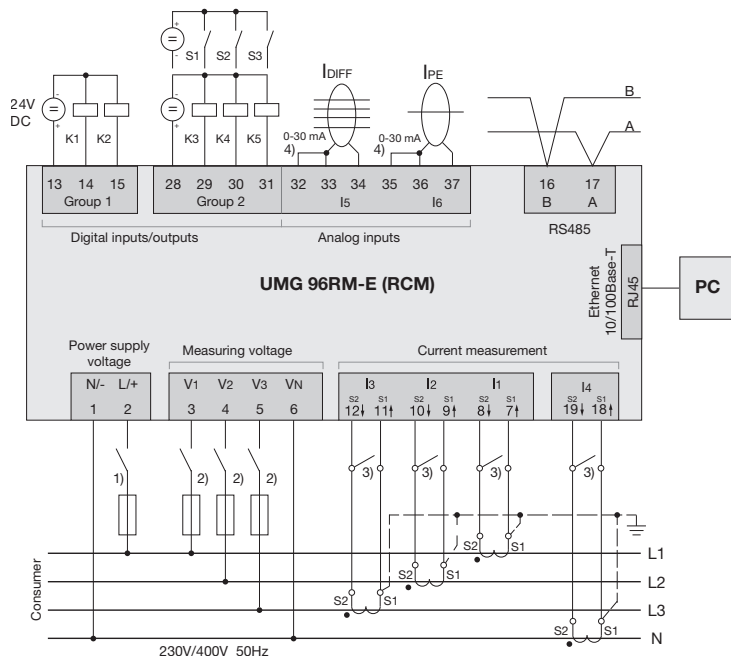 24V
DC
K1 K2
S1 S2 S3
K3 K4 K5
IDIFF
0-30 mA
4)
IPE
0-30 mA
4)
B
A
13 14 15
Group 1
28 29 30 31
Group 2
32 33 34 35 36 37
I5 I6
16 17
B A
RS485
Digital inputs/outputs
Analog inputs
UMG 96RM-E (RCM)
Ethernet
10/100Base-T
RJ45
PC
Power supply
voltage
Measuring voltage
Current measurement
N/- L/+
1 2
V1 V2 V3 VN
3 4 5 6
I3 I2 I1
S2 S1 S2 S1 S2 S1
12 11 10 9 8 7
I4
S2 S1
19 18
1) 2) 2) 2)
3) 3) 3) 3)
Consumer
S2 S1 L1
S2 S1 L2
S2 S1 L3
S2 S1 N
230V/400V 50Hz